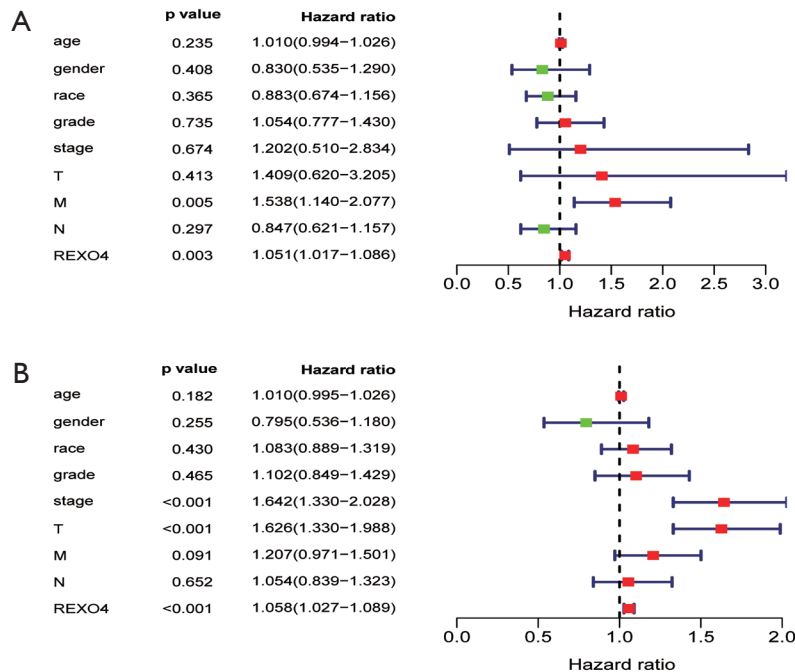 A
p value Hazard ratio
age 0.235 1.010(0.994−1.026)
gender 0.408 0.830(0.535−1.290)
race 0.365 0.883(0.674−1.156)
grade 0.735 1.054(0.777−1.430)
stage 0.674 1.202(0.510−2.834)
T 0.413 1.409(0.620−3.205)
M 0.005 1.538(1.140−2.077)
N 0.297 0.847(0.621−1.157)
REXO4 0.003 1.051(1.017−1.086)
0.0 0.5 1.0 1.5 2.0 2.5 3.0
Hazard ratio
B
p value Hazard ratio
age 0.182 1.010(0.995−1.026)
gender 0.255 0.795(0.536−1.180)
race 0.430 1.083(0.889−1.319)
grade 0.465 1.102(0.849−1.429)
stage <0.001 1.642(1.330−2.028)
T <0.001 1.626(1.330−1.988)
M 0.091 1.207(0.971−1.501)
N 0.652 1.054(0.839−1.323)
REXO4 <0.001 1.058(1.027−1.089)
0.0 0.5 1.0 1.5 2.0
Hazard ratio